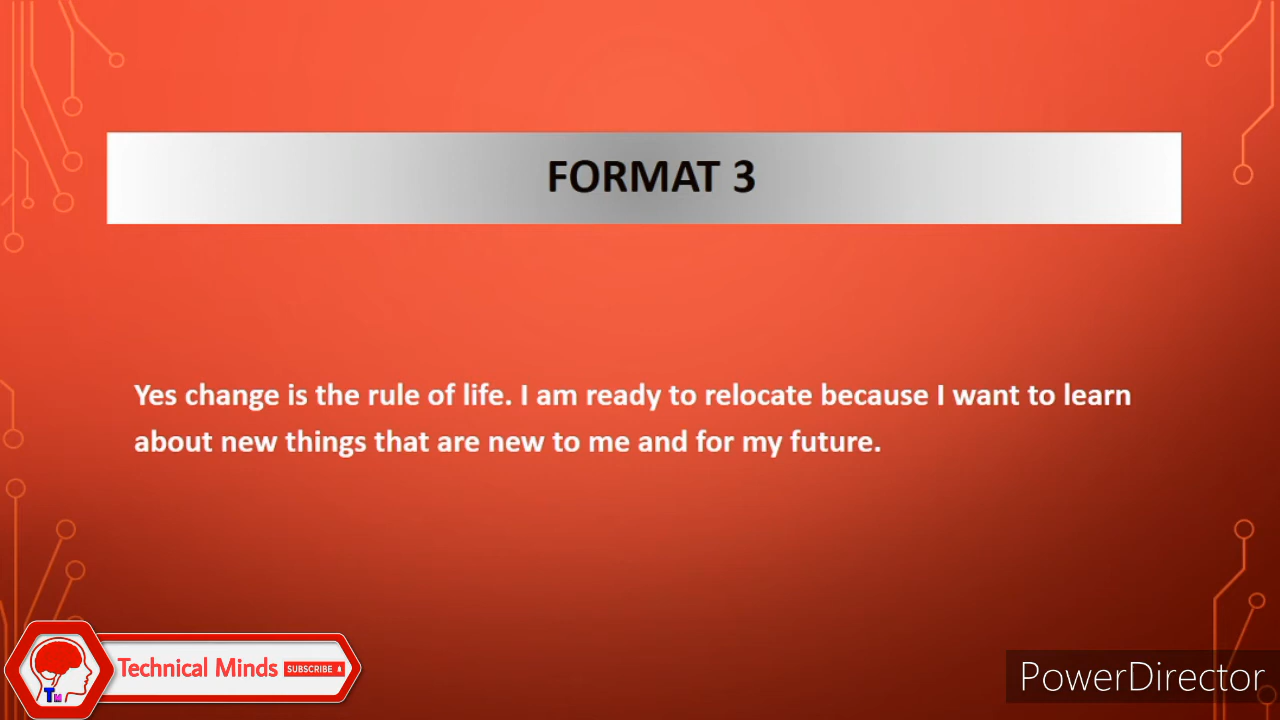 FORMAT 3
Yes change is the rule of life. I am ready to relocate because I want to learn
about new things that are new to me and for my future.
Technical Minds SUBSCRIBE
TM
PowerDirector